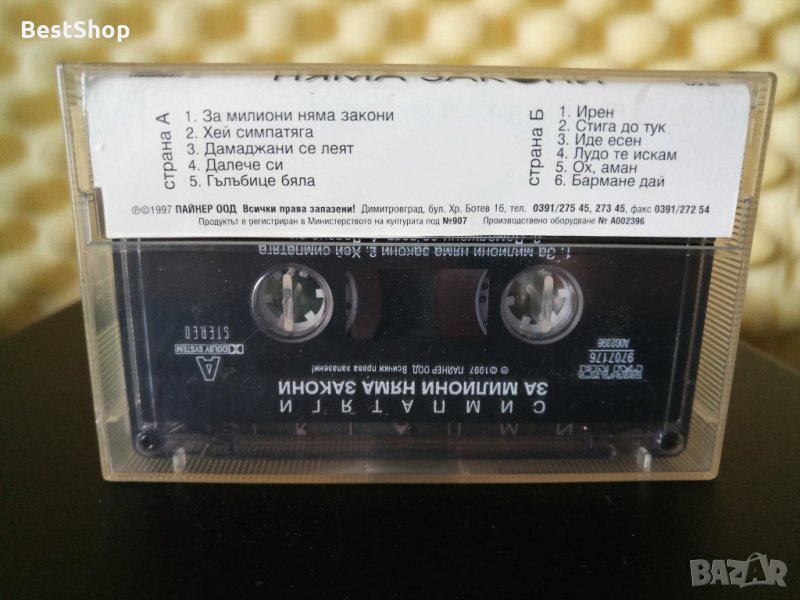 BestShop
НЯМА ЗАКОНИ
страна А
1. За милиони няма закони
2. Хей симпатяга
3. Дамаджани се леят
4. Далече си
5. Гълъбице бяла
страна Б
1. Ирен
2. Стига до тук
3. Иде есен
4. Лудо те искам
5. Ох, аман
6. Бармане дай
℗©1997 ПАЙНЕР ООД Всички права запазени! Димитровград, бул. Хр. Ботев 16, тел. 0391/275 45, 273 45, факс 0391/272 54
Продуктът е регистриран в Министерството на културата под №907 Производствено оборудване № А002396
1. За милиони няма закони 2. Хей симпатяга
STEREO
DOLBY SYSTEM
A
9707176
A002396
℗©1997 ПАЙНЕР ООД Всички права запазени!
ЗА МИЛИОНИ НЯМА ЗАКОНИ
СИМПАТЯГИ
BAZAR